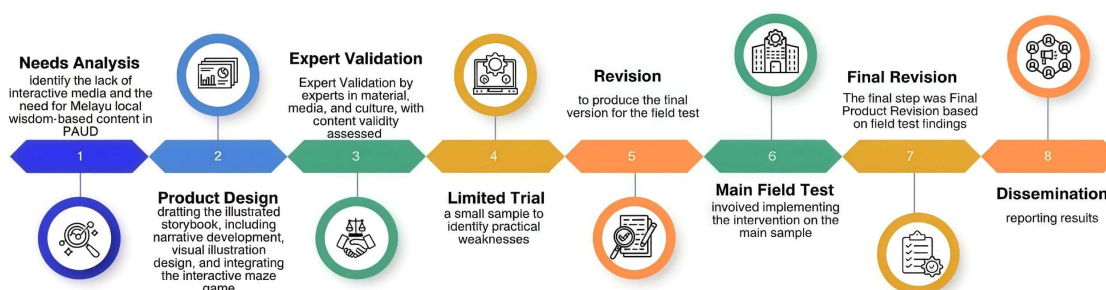 Needs Analysis
identify the lack of
interactive media and the
need for Melayu local
wisdom-based content in
PAUD
1
2
Product Design
dratting the illustrated
storybook, including
narrative development,
visual illustration
design, and integrating
the interactive maze
game
Expert Validation
Expert Validation by
experts in material,
media, and culture, with
content validity
assessed
3
4
Limited Trial
a small sample to
identify practical
weaknesses
Revision
to produce the final
version for the field test
5
6
Main Field Test
involved implementing
the intervention on the
main sample
Final Revision
The final step was Final
Product Revision based
on field test findings
7
8
Dissemination
reporting results